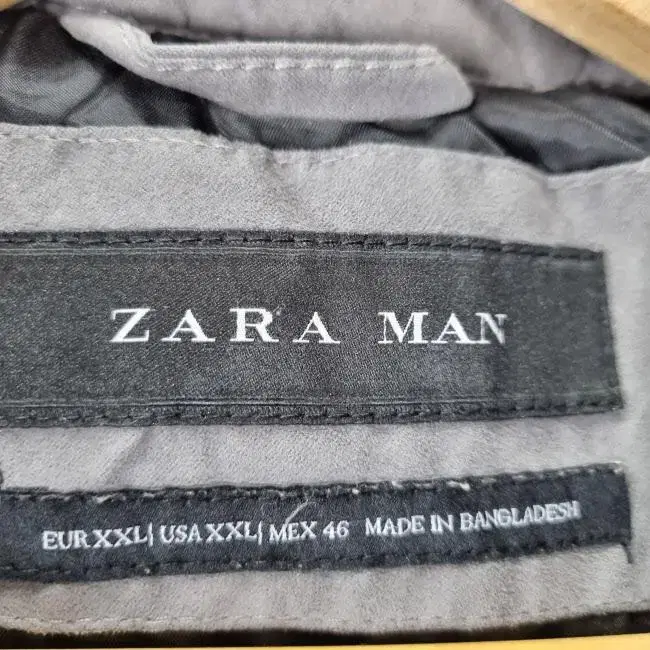 ZARA MAN
EUR XXL| USA XXL| MEX 46 MADE IN BANGLADESH